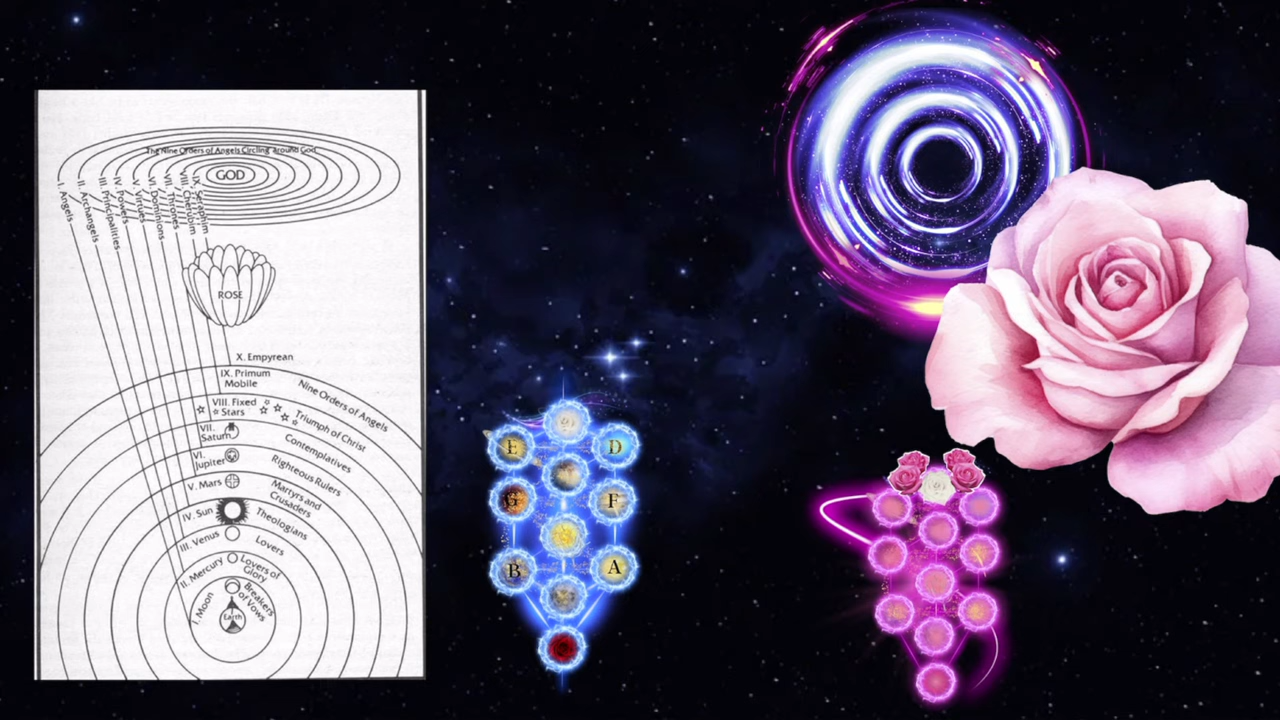 The Nine Orders of Angels Circling around God
GOD
I. Angels
II. Archangels
III. Principalities
IV. Powers
V. Virtues
VI. Dominions
VII. Thrones
VIII. Cherubim
IX. Seraphim
ROSE
X. Empyrean
IX. Primum
Mobile
Nine Orders of Angels
VIII. Fixed
Stars
Triumph of Christ
VII.
Saturn
Contemplatives
VI.
Jupiter
Righteous Rulers
V. Mars
Martyrs and
Crusaders
IV. Sun
Theologians
III. Venus
Lovers
II. Mercury
Lovers of
Glory
I. Moon
Breakers
of Vows
Earth
E
D
G
F
B
A